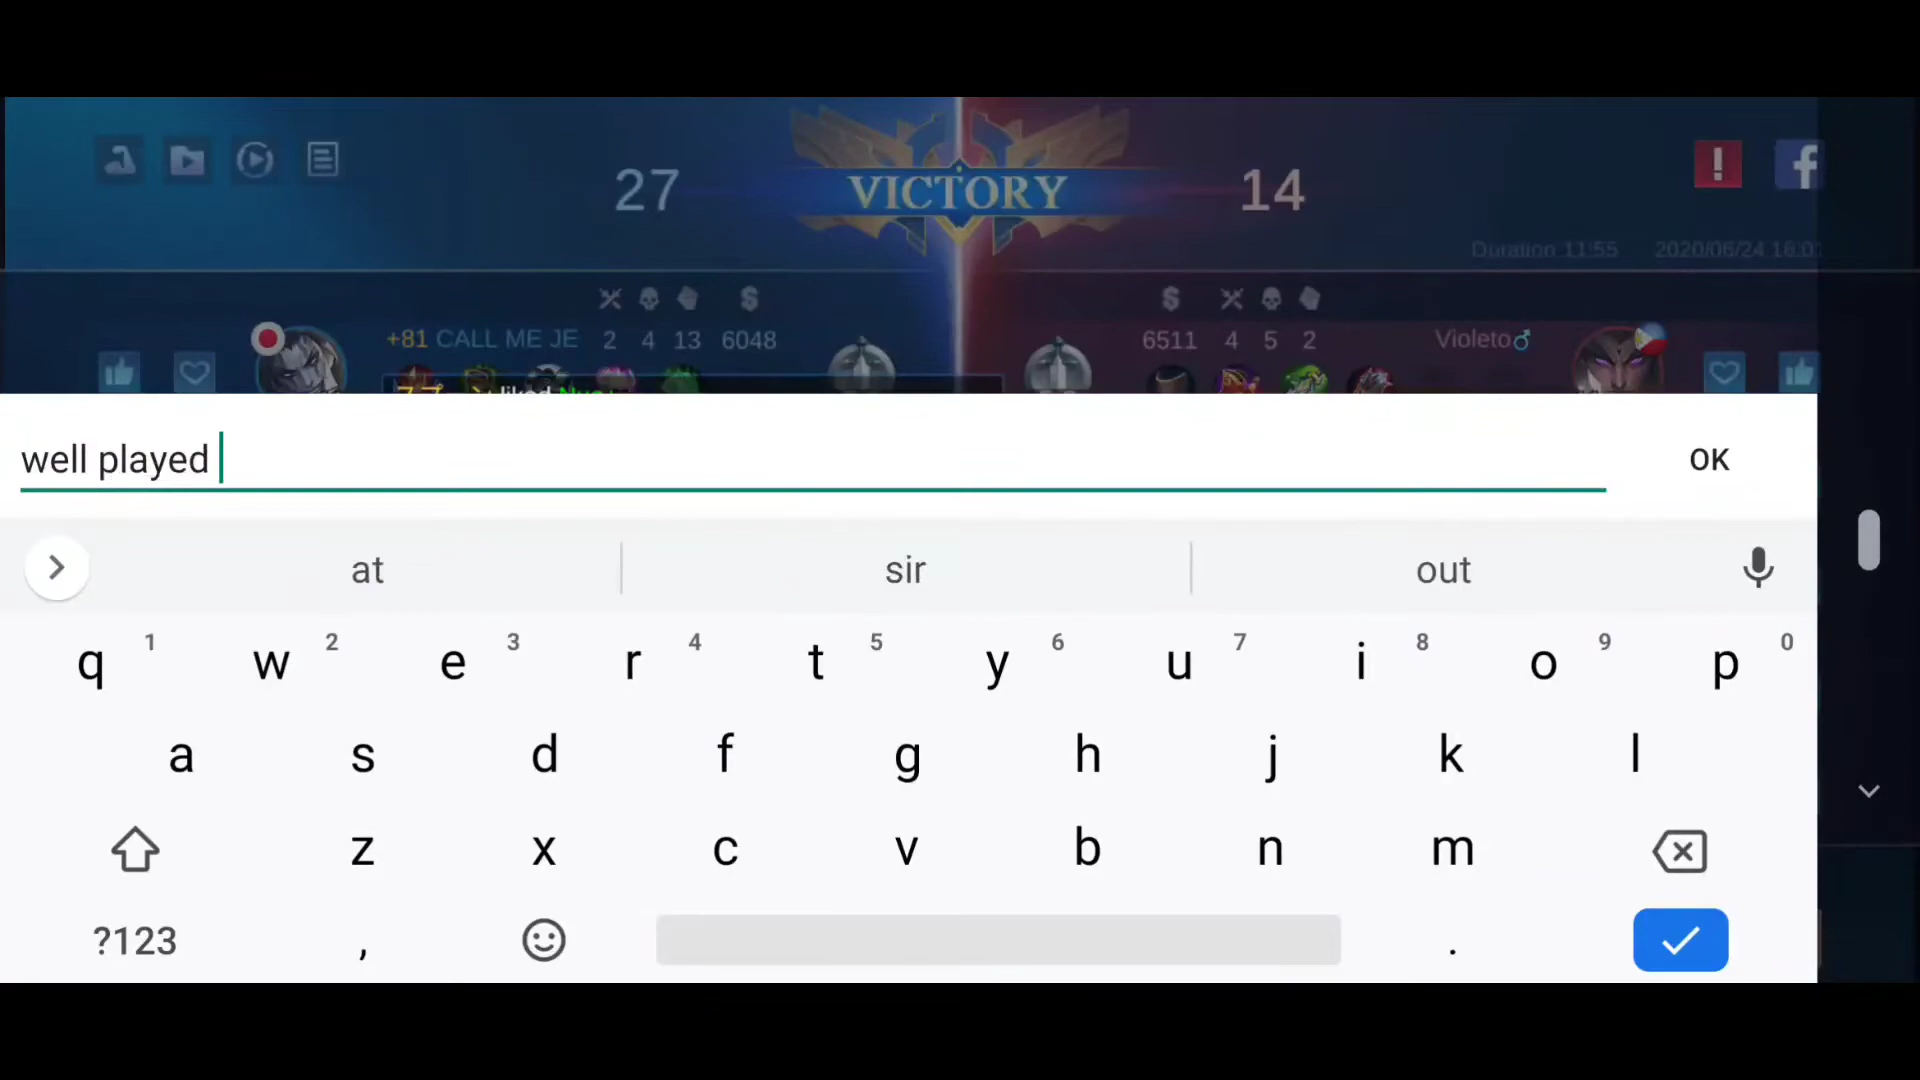 27 VICTORY 14
Duration 11:55 2020/06/24 16:01
+81 CALL ME JE 2 4 13 6048
6511 4 5 2 Violeto♂
liked
well played
OK
at sir out
q 1 w 2 e 3 r 4 t 5 y 6 u 7 i 8 o 9 p 0
a s d f g h j k l
z x c v b n m
?123 , .